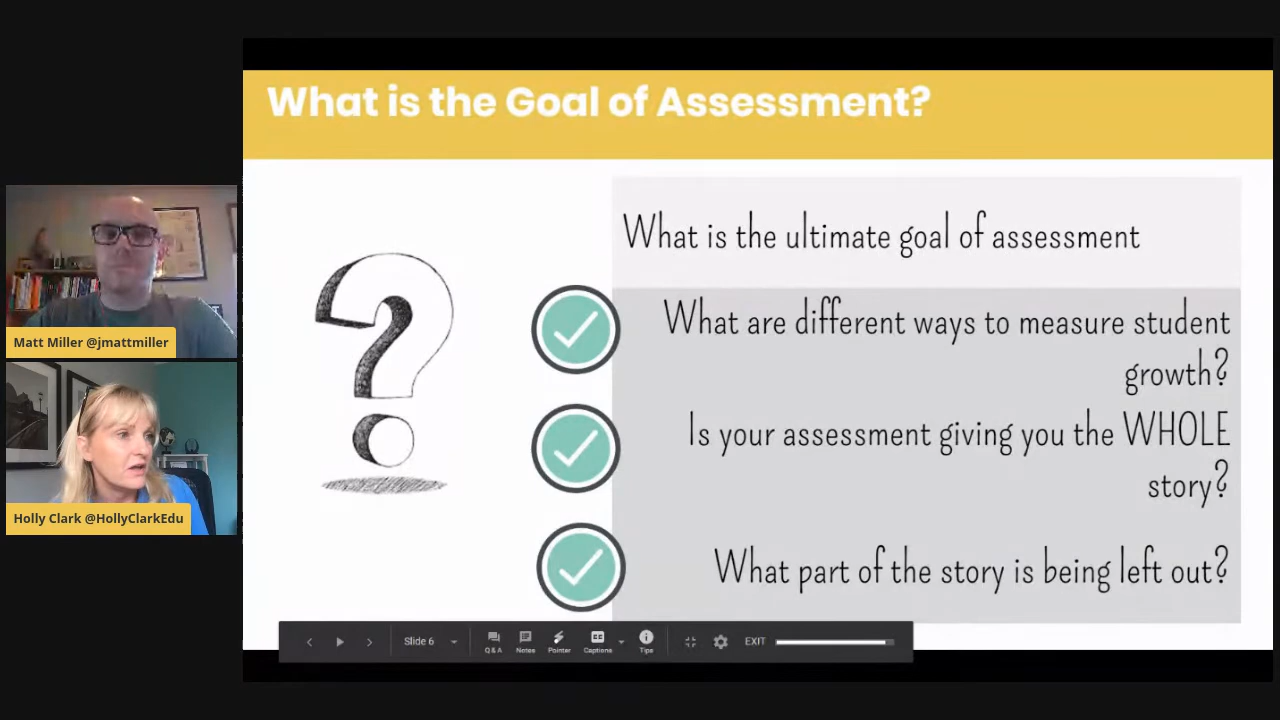 What is the Goal of Assessment?
What is the ultimate goal of assessment
What are different ways to measure student
growth?
Is your assessment giving you the WHOLE
story?
What part of the story is being left out?
Matt Miller @jmattmiller
Holly Clark @HollyClarkEdu
Slide 6
Q & A
Notes
Pointer
CC
Captions
Tips
EXIT